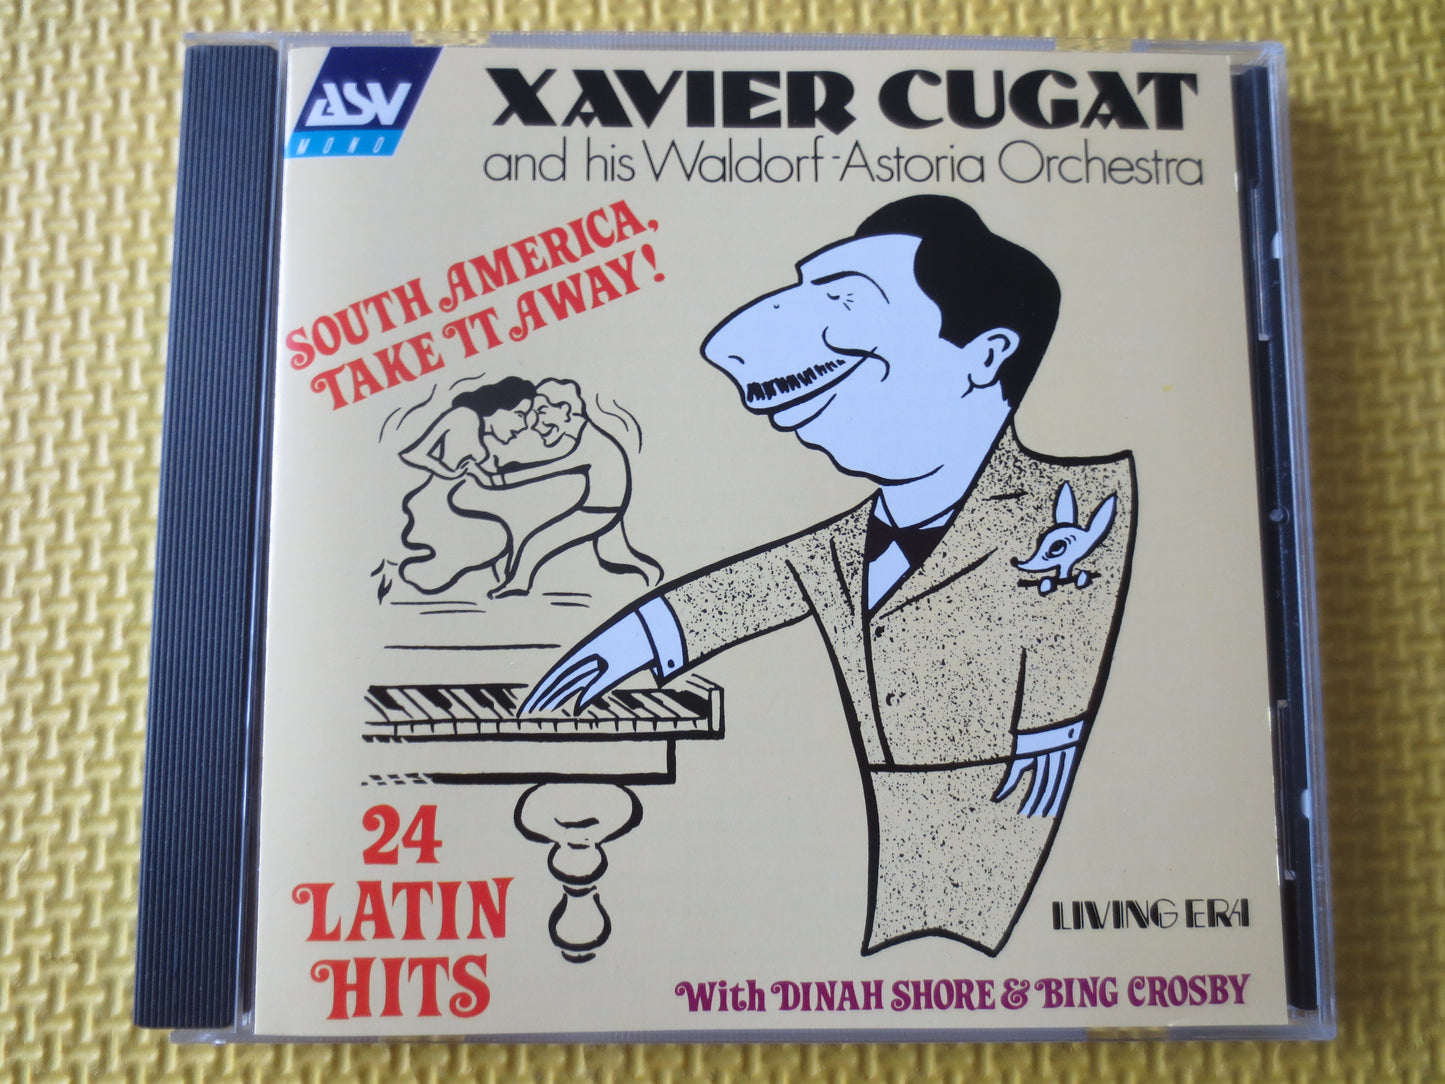 ASV
MONO
XAVIER CUGAT
and his Waldorf-Astoria Orchestra
SOUTH AMERICA,
TAKE IT AWAY!
24
LATIN
HITS
LIVING ERA
With DINAH SHORE & BING CROSBY